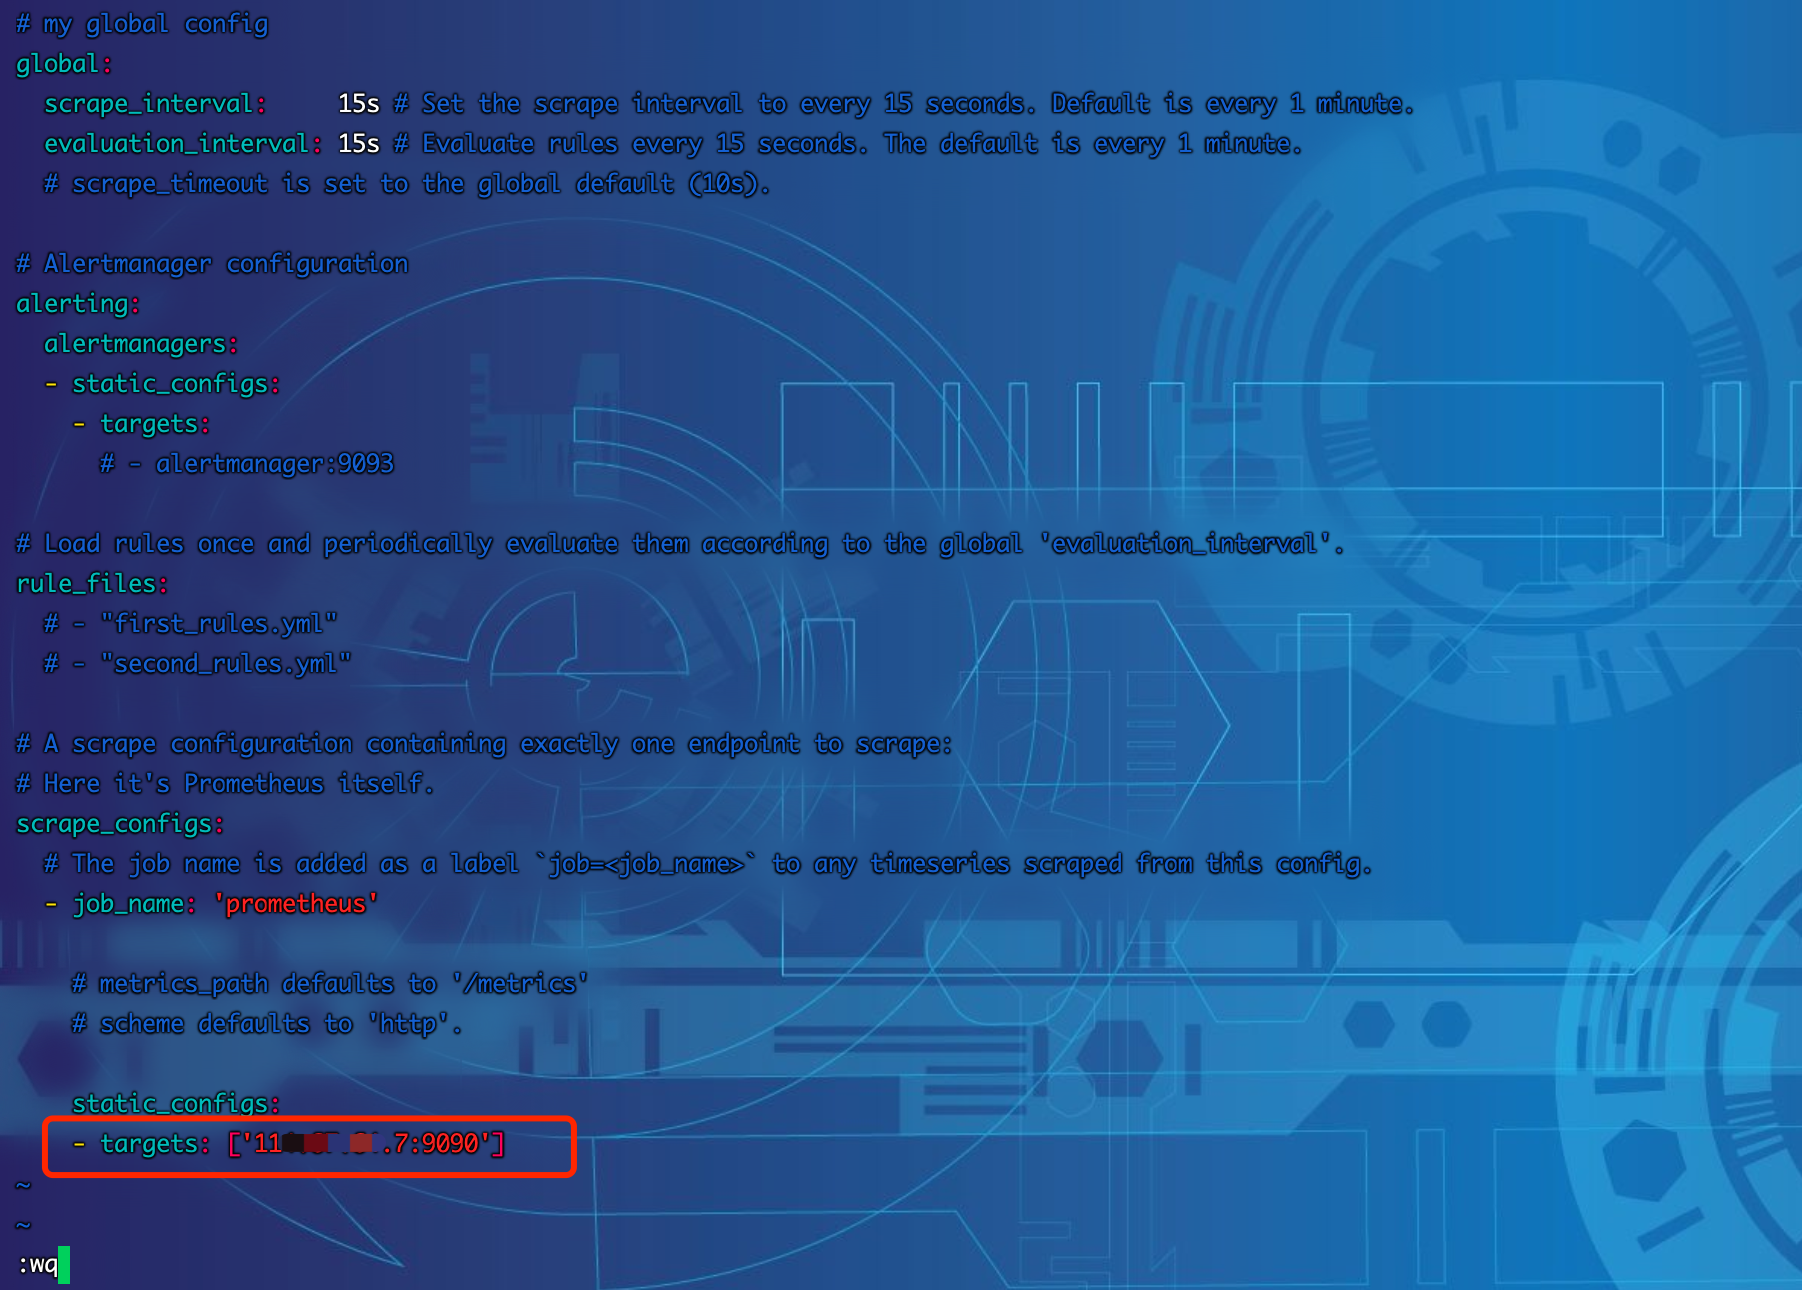 # my global config
global:
  scrape_interval:     15s # Set the scrape interval to every 15 seconds. Default is every 1 minute.
  evaluation_interval: 15s # Evaluate rules every 15 seconds. The default is every 1 minute.
  # scrape_timeout is set to the global default (10s).

# Alertmanager configuration
alerting:
  alertmanagers:
  - static_configs:
    - targets:
      # - alertmanager:9093

# Load rules once and periodically evaluate them according to the global 'evaluation_interval'.
rule_files:
  # - "first_rules.yml"
  # - "second_rules.yml"

# A scrape configuration containing exactly one endpoint to scrape:
# Here it's Prometheus itself.
scrape_configs:
  # The job name is added as a label `job=<job_name>` to any timeseries scraped from this config.
  - job_name: 'prometheus'

    # metrics_path defaults to '/metrics'
    # scheme defaults to 'http'.

    static_configs:
    - targets: ['11 .7:9090']
~
~
:wq